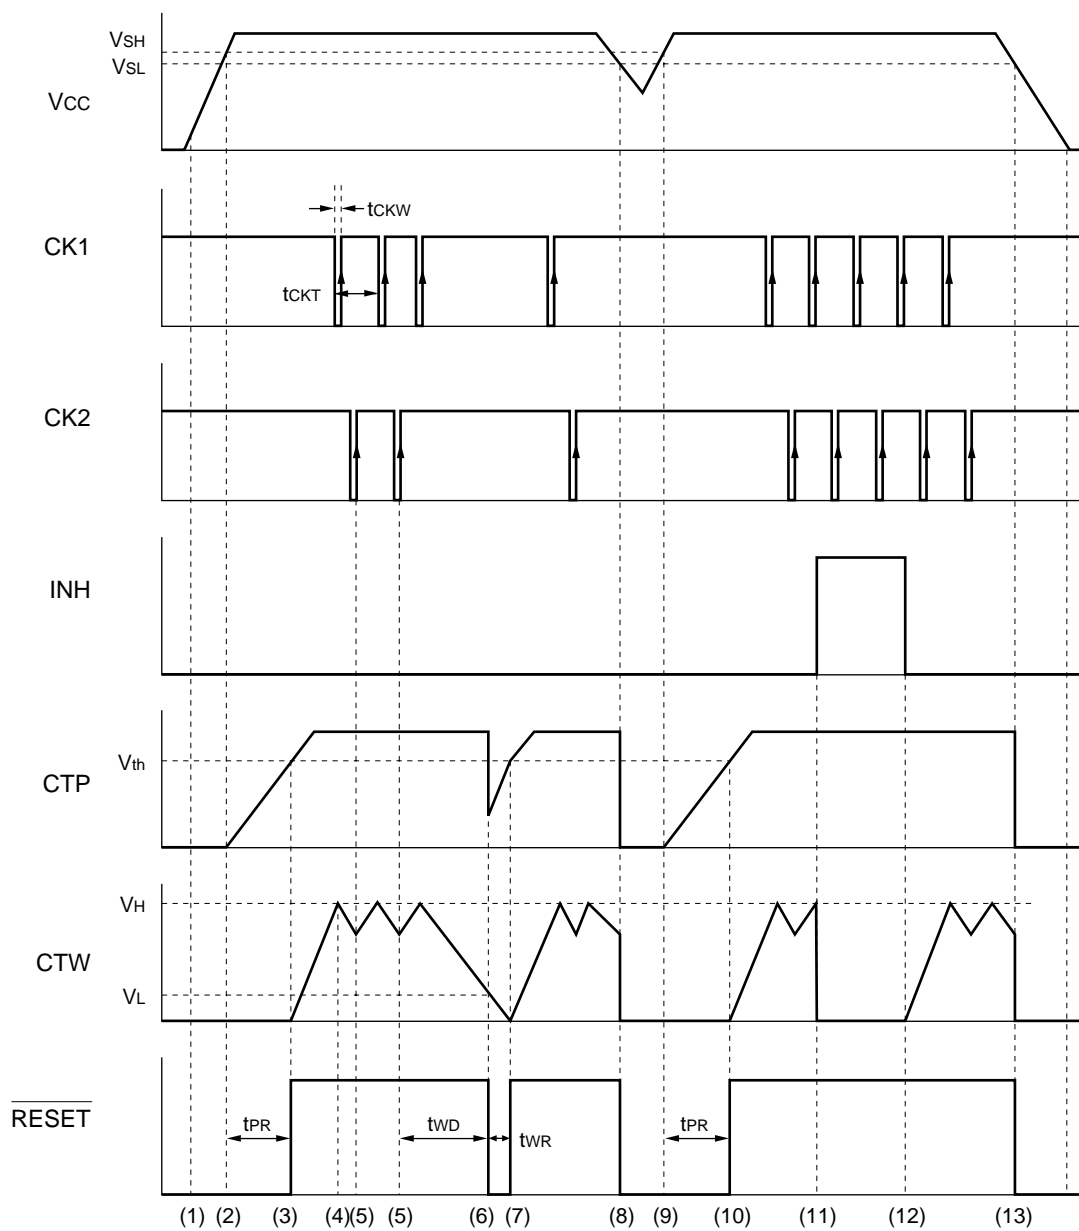 VSH
VSL
VCC
tCKW
CK1
tCKT
CK2
INH
Vth
CTP
VH
CTW
VL
RESET
tPR
tWD
tWR
tPR
(1) (2) (3) (4) (5) (5) (6) (7) (8) (9) (10) (11) (12) (13)